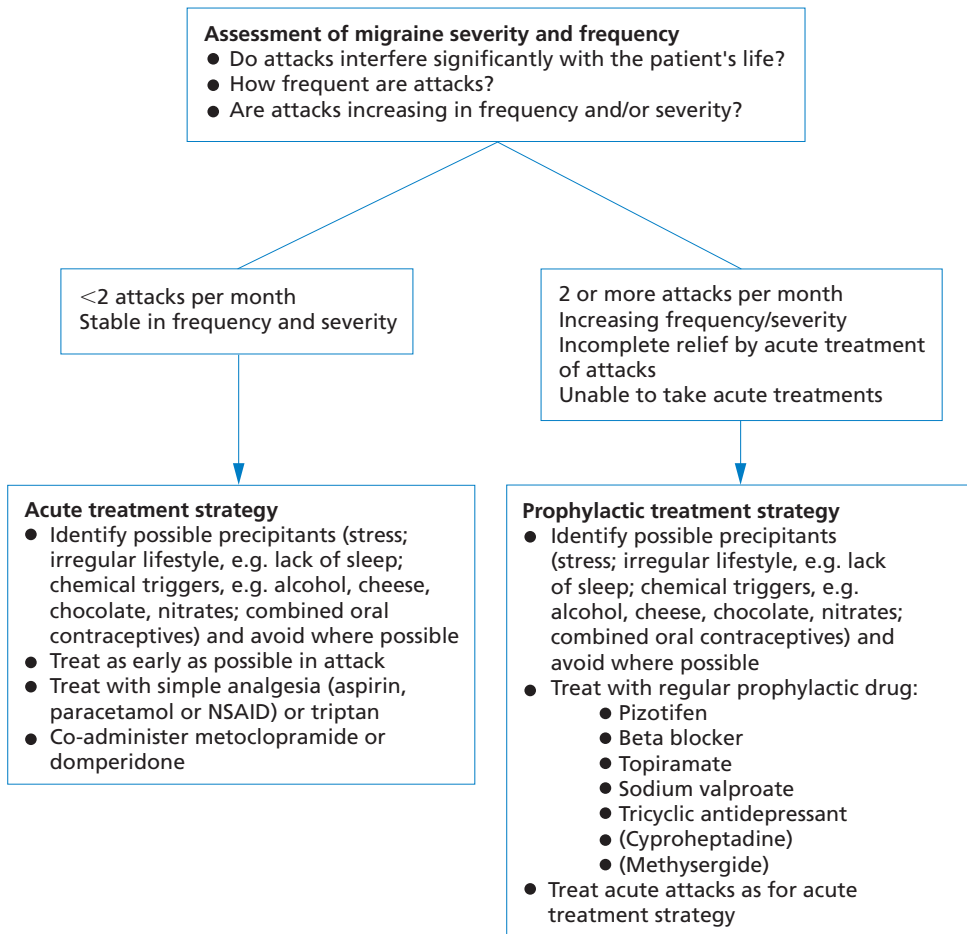 Assessment of migraine severity and frequency
● Do attacks interfere significantly with the patient's life?
● How frequent are attacks?
● Are attacks increasing in frequency and/or severity?
<2 attacks per month
Stable in frequency and severity
2 or more attacks per month
Increasing frequency/severity
Incomplete relief by acute treatment
of attacks
Unable to take acute treatments
Acute treatment strategy
● Identify possible precipitants (stress;
irregular lifestyle, e.g. lack of sleep;
chemical triggers, e.g. alcohol, cheese,
chocolate, nitrates; combined oral
contraceptives) and avoid where possible
● Treat as early as possible in attack
● Treat with simple analgesia (aspirin,
paracetamol or NSAID) or triptan
● Co-administer metoclopramide or
domperidone
Prophylactic treatment strategy
● Identify possible precipitants
(stress; irregular lifestyle, e.g. lack
of sleep; chemical triggers, e.g.
alcohol, cheese, chocolate, nitrates;
combined oral contraceptives) and
avoid where possible
● Treat with regular prophylactic drug:
● Pizotifen
● Beta blocker
● Topiramate
● Sodium valproate
● Tricyclic antidepressant
● (Cyproheptadine)
● (Methysergide)
● Treat acute attacks as for acute
treatment strategy